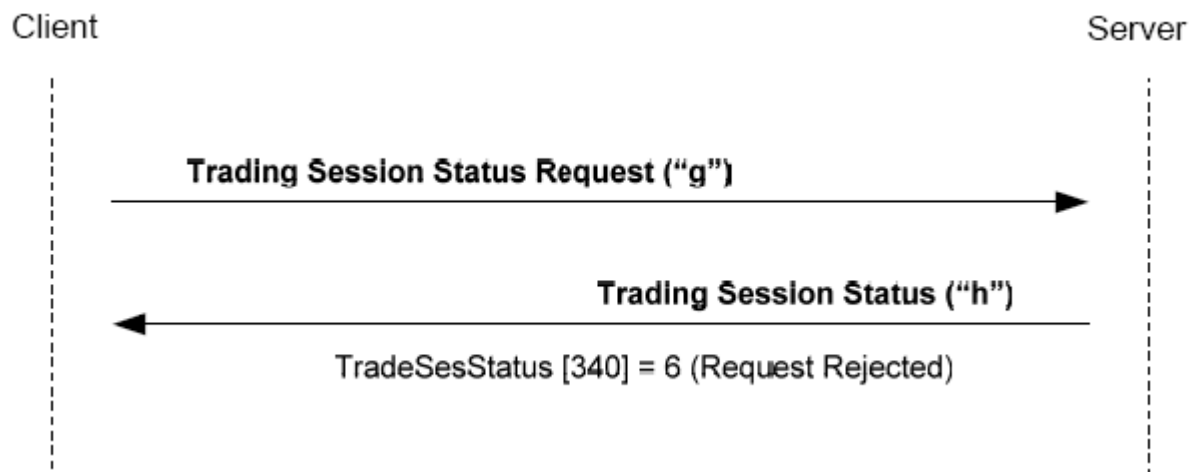 Client
Server
Trading Session Status Request (“g”)
Trading Session Status (“h”)
TradeSesStatus [340] = 6 (Request Rejected)